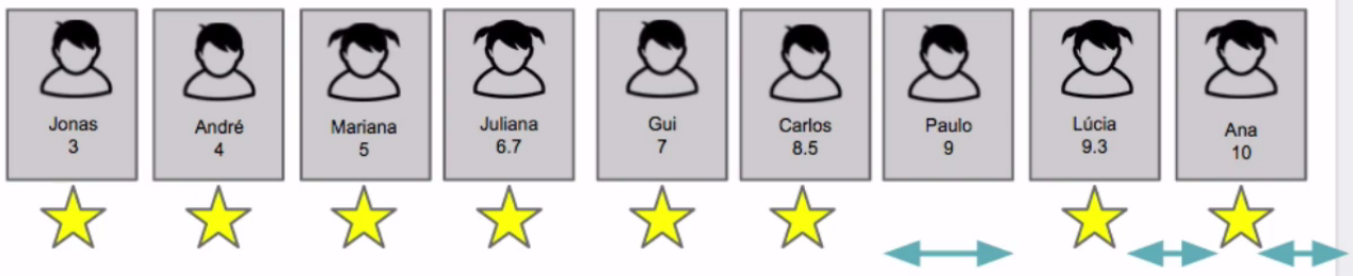 Jonas
3
André
4
Mariana
5
Juliana
6.7
Gui
7
Carlos
8.5
Paulo
9
Lúcia
9.3
Ana
10